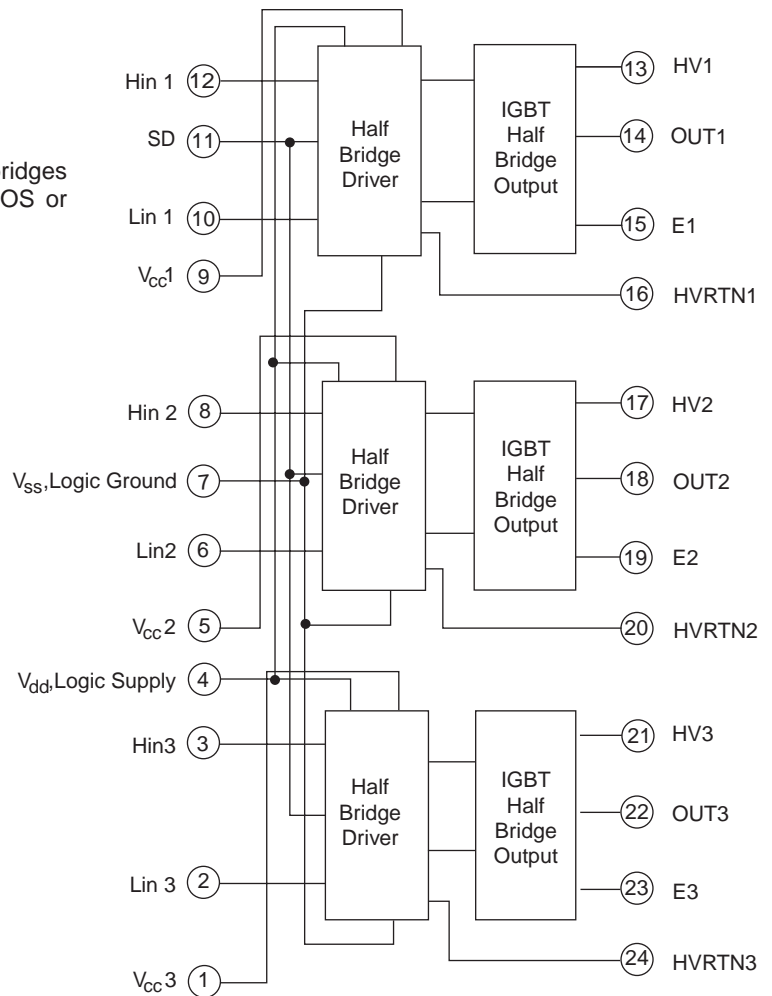 Hin 1 12
SD 11
Lin 1 10
Vcc1 9
Half
Bridge
Driver
IGBT
Half
Bridge
Output
13 HV1
14 OUT1
15 E1
16 HVRTN1
ridges
OS or
Hin 2 8
Vss,Logic Ground 7
Lin2 6
Vcc2 5
Half
Bridge
Driver
IGBT
Half
Bridge
Output
17 HV2
18 OUT2
19 E2
20 HVRTN2
Vdd,Logic Supply 4
Hin3 3
Lin 3 2
Vcc3 1
Half
Bridge
Driver
IGBT
Half
Bridge
Output
21 HV3
22 OUT3
23 E3
24 HVRTN3